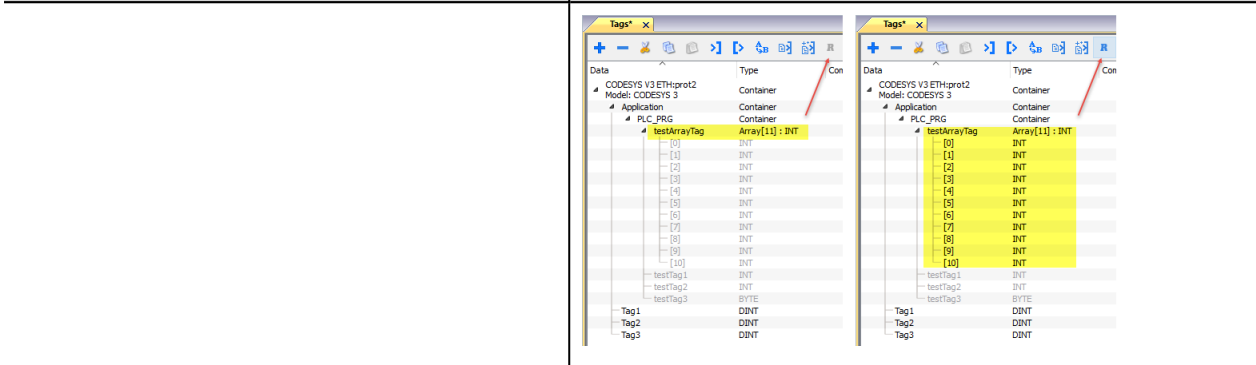 Tags* x
Data Type Con
CODESYS V3 ETH:prot2
Model: CODESYS 3 Container
Application Container
PLC_PRG Container
testArrayTag Array[11] : INT
[0] INT
[1] INT
[2] INT
[3] INT
[4] INT
[5] INT
[6] INT
[7] INT
[8] INT
[9] INT
[10] INT
testTag1 INT
testTag2 INT
testTag3 BYTE
Tag1 DINT
Tag2 DINT
Tag3 DINT
Tags* x
Data Type Con
CODESYS V3 ETH:prot2
Model: CODESYS 3 Container
Application Container
PLC_PRG Container
testArrayTag Array[11] : INT
[0] INT
[1] INT
[2] INT
[3] INT
[4] INT
[5] INT
[6] INT
[7] INT
[8] INT
[9] INT
[10] INT
testTag1 INT
testTag2 INT
testTag3 BYTE
Tag1 DINT
Tag2 DINT
Tag3 DINT